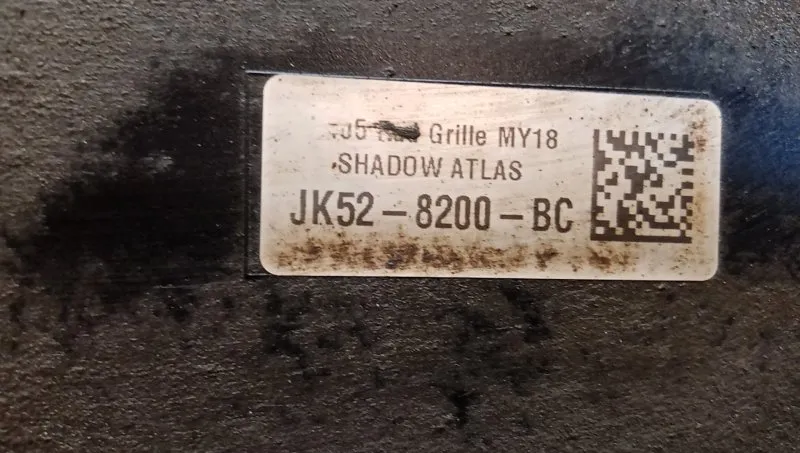 Grille MY18
SHADOW ATLAS
JK52-8200-BC